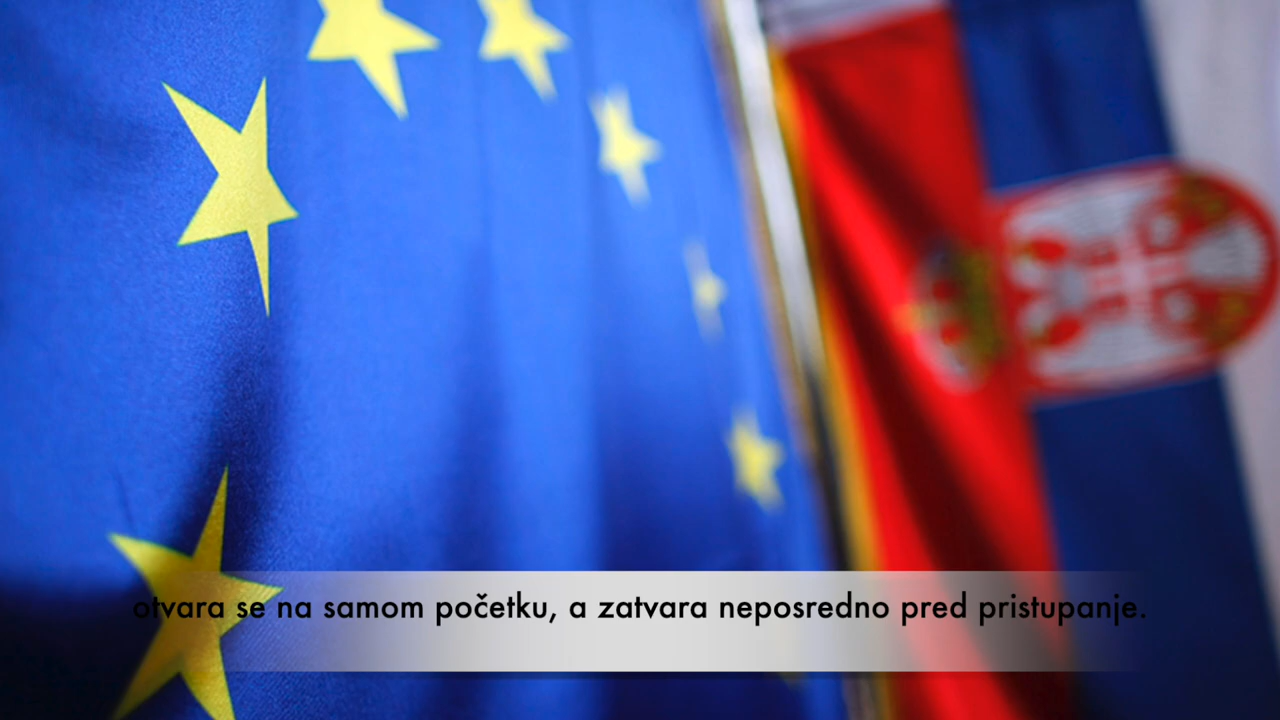 otvara se na samom početku, a zatvara neposredno pred pristupanje.